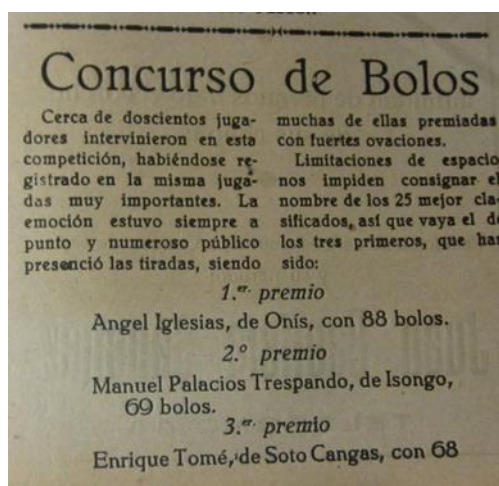 Concurso de Bolos
Cerca de doscientos juga-
dores intervinieron en esta
competición, habiéndose re-
gistrado en la misma juga-
das muy importantes. La
emoción estuvo siempre a
punto y numeroso público
presenció las tiradas, siendo
muchas de ellas premiadas
con fuertes ovaciones.
Limitaciones de espacio
nos impiden consignar el
nombre de los 25 mejor cla-
sificados, así que vaya el de
los tres primeros, que han
sido:
1.er premio
Angel Iglesias, de Onís, con 88 bolos.
2.º premio
Manuel Palacios Trespando, de Isongo,
69 bolos.
3.er premio
Enrique Tomé, de Soto Cangas, con 68